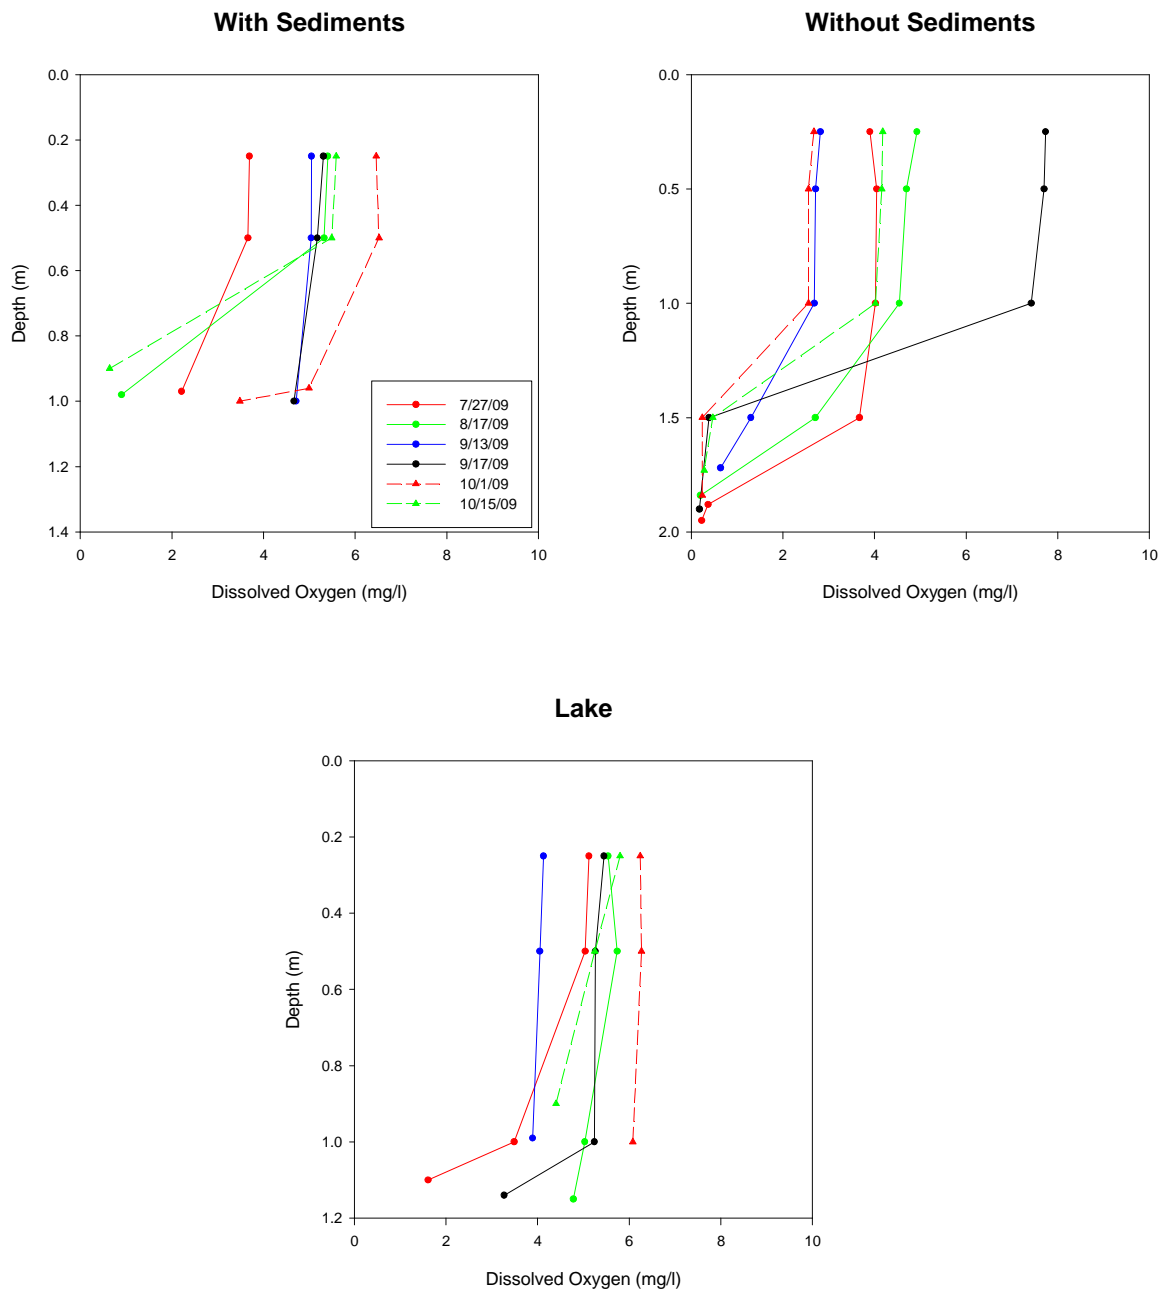 With Sediments
Without Sediments
0.0
0.2
0.4
0.6
0.8
1.0
1.2
1.4
Depth (m)
0 2 4 6 8 10
Dissolved Oxygen (mg/l)
7/27/09
8/17/09
9/13/09
9/17/09
10/1/09
10/15/09
0.0
0.5
1.0
1.5
2.0
Depth (m)
0 2 4 6 8 10
Dissolved Oxygen (mg/l)
Lake
0.0
0.2
0.4
0.6
0.8
1.0
1.2
Depth (m)
0 2 4 6 8 10
Dissolved Oxygen (mg/l)